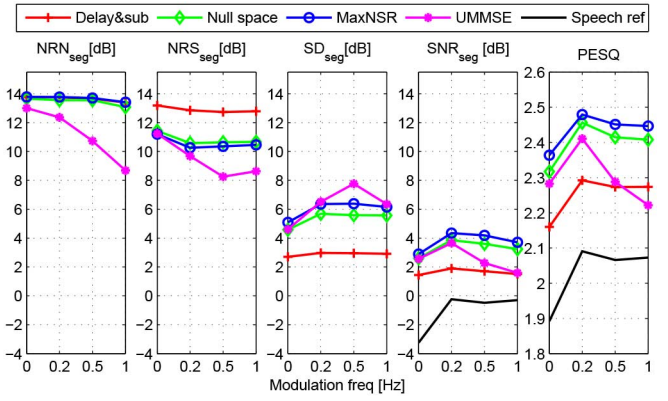 Delay&sub Null space MaxNSR UMMSE Speech ref
NRNseg[dB] NRSseg[dB] SDseg[dB] SNRseg[dB] PESQ
14 14 14 14 2.6
12 12 12 12 2.5
10 10 10 10 2.4
8 8 8 8 2.3
6 6 6 6 2.2
4 4 4 4 2.1
2 2 2 2 2
0 0 0 0 1.9
−2 −2 −2 −2 1.8
−4 −4 −4 −4
0 0.2 0.5 1 0 0.2 0.5 1 0 0.2 0.5 1 0 0.2 0.5 1 0 0.2 0.5 1
Modulation freq [Hz]